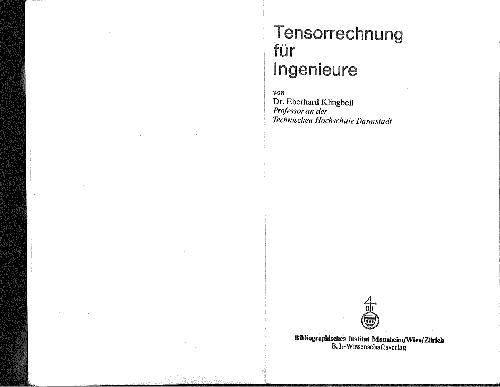 Tensorrechnung
für
Ingenieure
von
Dr. Eberhard Klingbeil
Professor an der
Technischen Hochschule Darmstadt
Bibliographisches Institut Mannheim/Wien/Zürich
B.I.-Wissenschaftsverlag